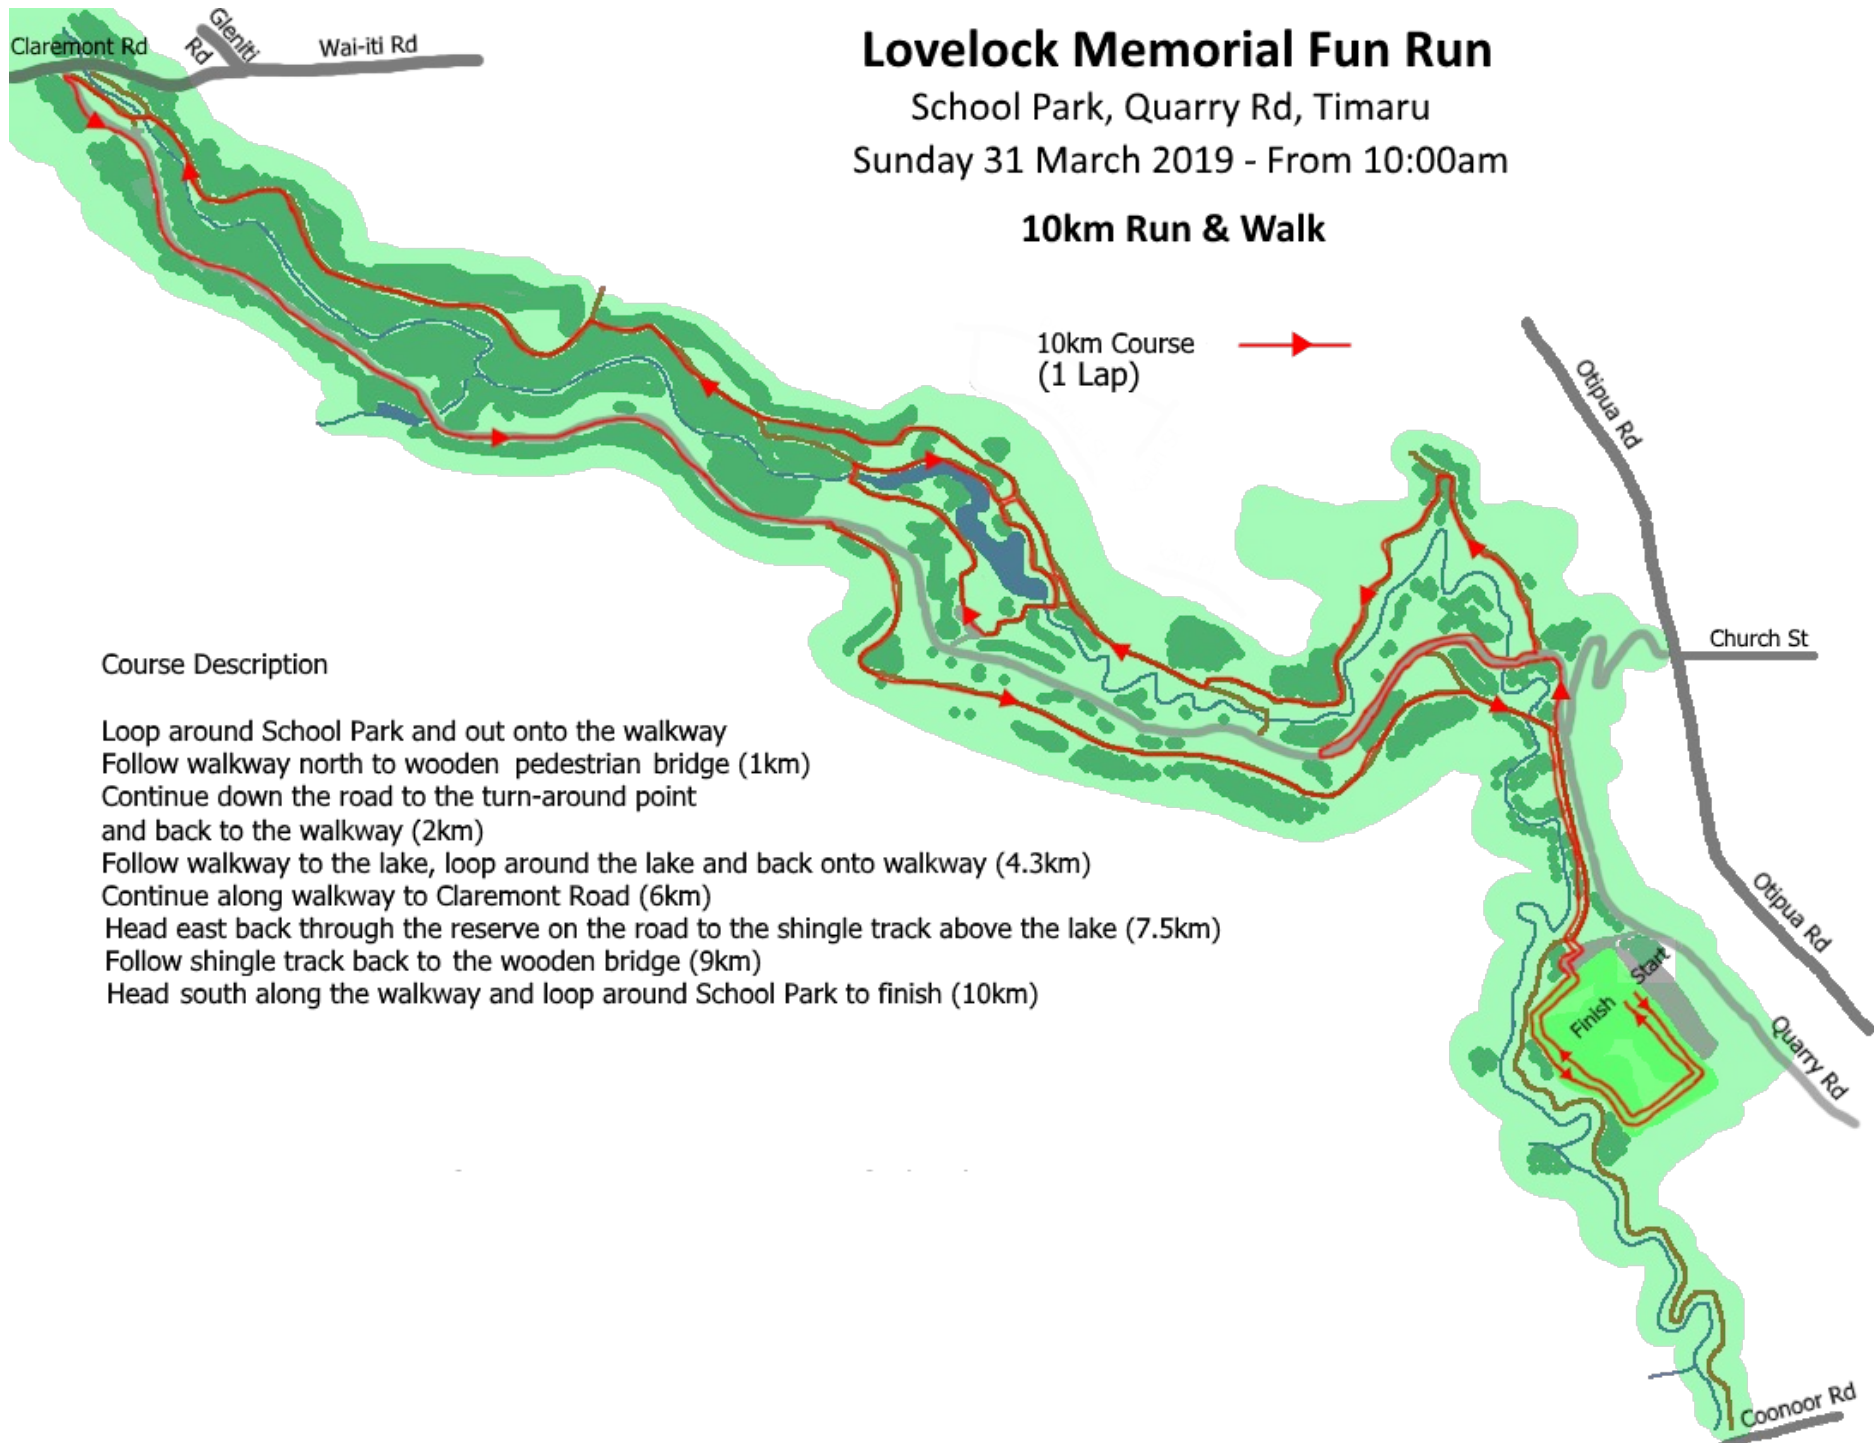 Lovelock Memorial Fun Run
School Park, Quarry Rd, Timaru
Sunday 31 March 2019 - From 10:00am
10km Run & Walk
Claremont Rd
Gleniti
Rd
Wai-iti Rd
10km Course
(1 Lap)
Otipua Rd
Church St
Course Description
Loop around School Park and out onto the walkway
Follow walkway north to wooden pedestrian bridge (1km)
Continue down the road to the turn-around point
and back to the walkway (2km)
Follow walkway to the lake, loop around the lake and back onto walkway (4.3km)
Continue along walkway to Claremont Road (6km)
Head east back through the reserve on the road to the shingle track above the lake (7.5km)
Follow shingle track back to the wooden bridge (9km)
Head south along the walkway and loop around School Park to finish (10km)
Otipua Rd
Start
Finish
Quarry Rd
Coonoor Rd